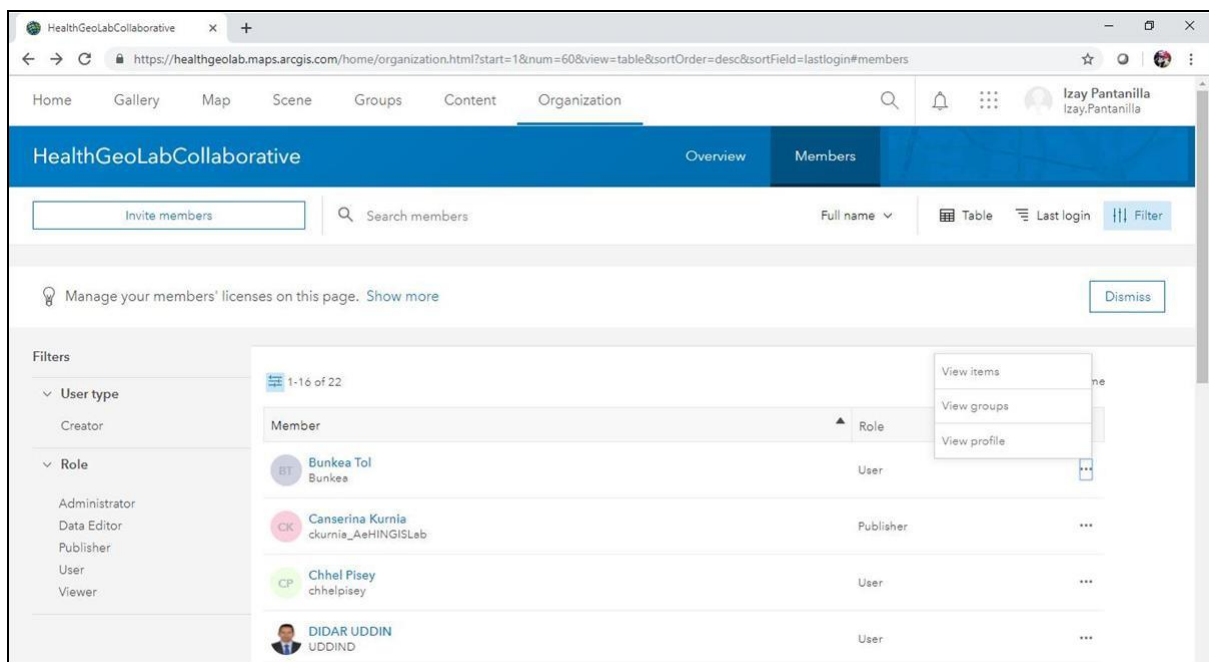 HealthGeoLabCollaborative
https://healthgeolab.maps.arcgis.com/home/organization.html?start=1&num=60&view=table&sortOrder=desc&sortField=lastlogin#members
Home Gallery Map Scene Groups Content Organization Izay Pantanilla
Izay.Pantanilla
HealthGeoLabCollaborative Overview Members
Invite members Search members Full name Table Last login Filter
Manage your members' licenses on this page. Show more Dismiss
Filters
1-16 of 22 View items me
User type
View groups
Creator Member Role
View profile
Role BT Bunkea Tol User
Bunkea
Administrator
Data Editor CK Canserina Kurnia Publisher
ckurnia_AeHINGISLab
Publisher
User CP Chhel Pisey User
chhelpisey
Viewer
DIDAR UDDIN User
UDDIND